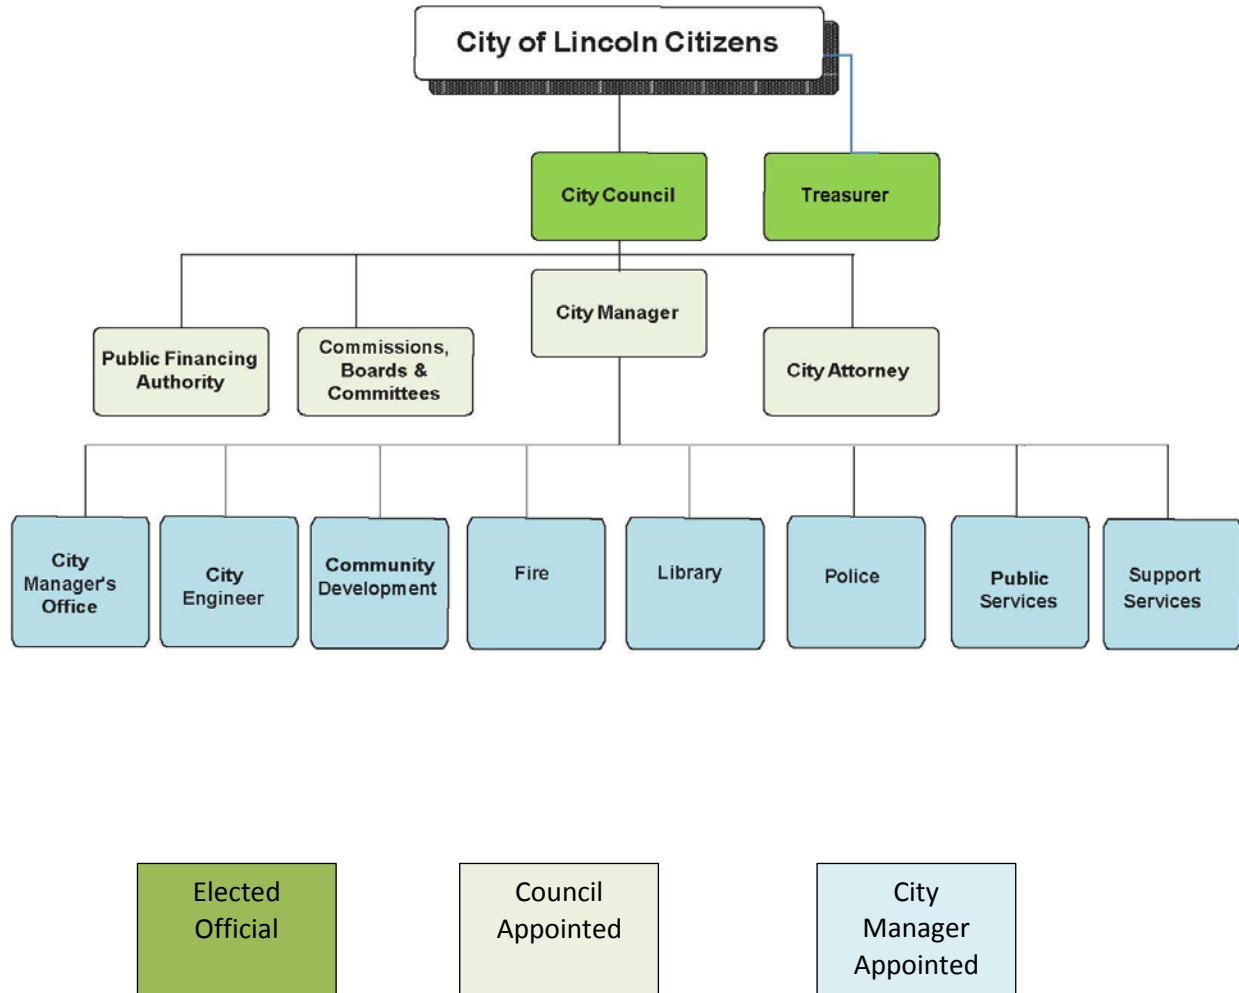 City of Lincoln Citizens
City Council
Treasurer
City Manager
Public Financing
Authority
Commissions,
Boards &
Committees
City Attorney
City
Manager's
Office
City
Engineer
Community
Development
Fire
Library
Police
Public
Services
Support
Services
Elected
Official
Council
Appointed
City
Manager
Appointed